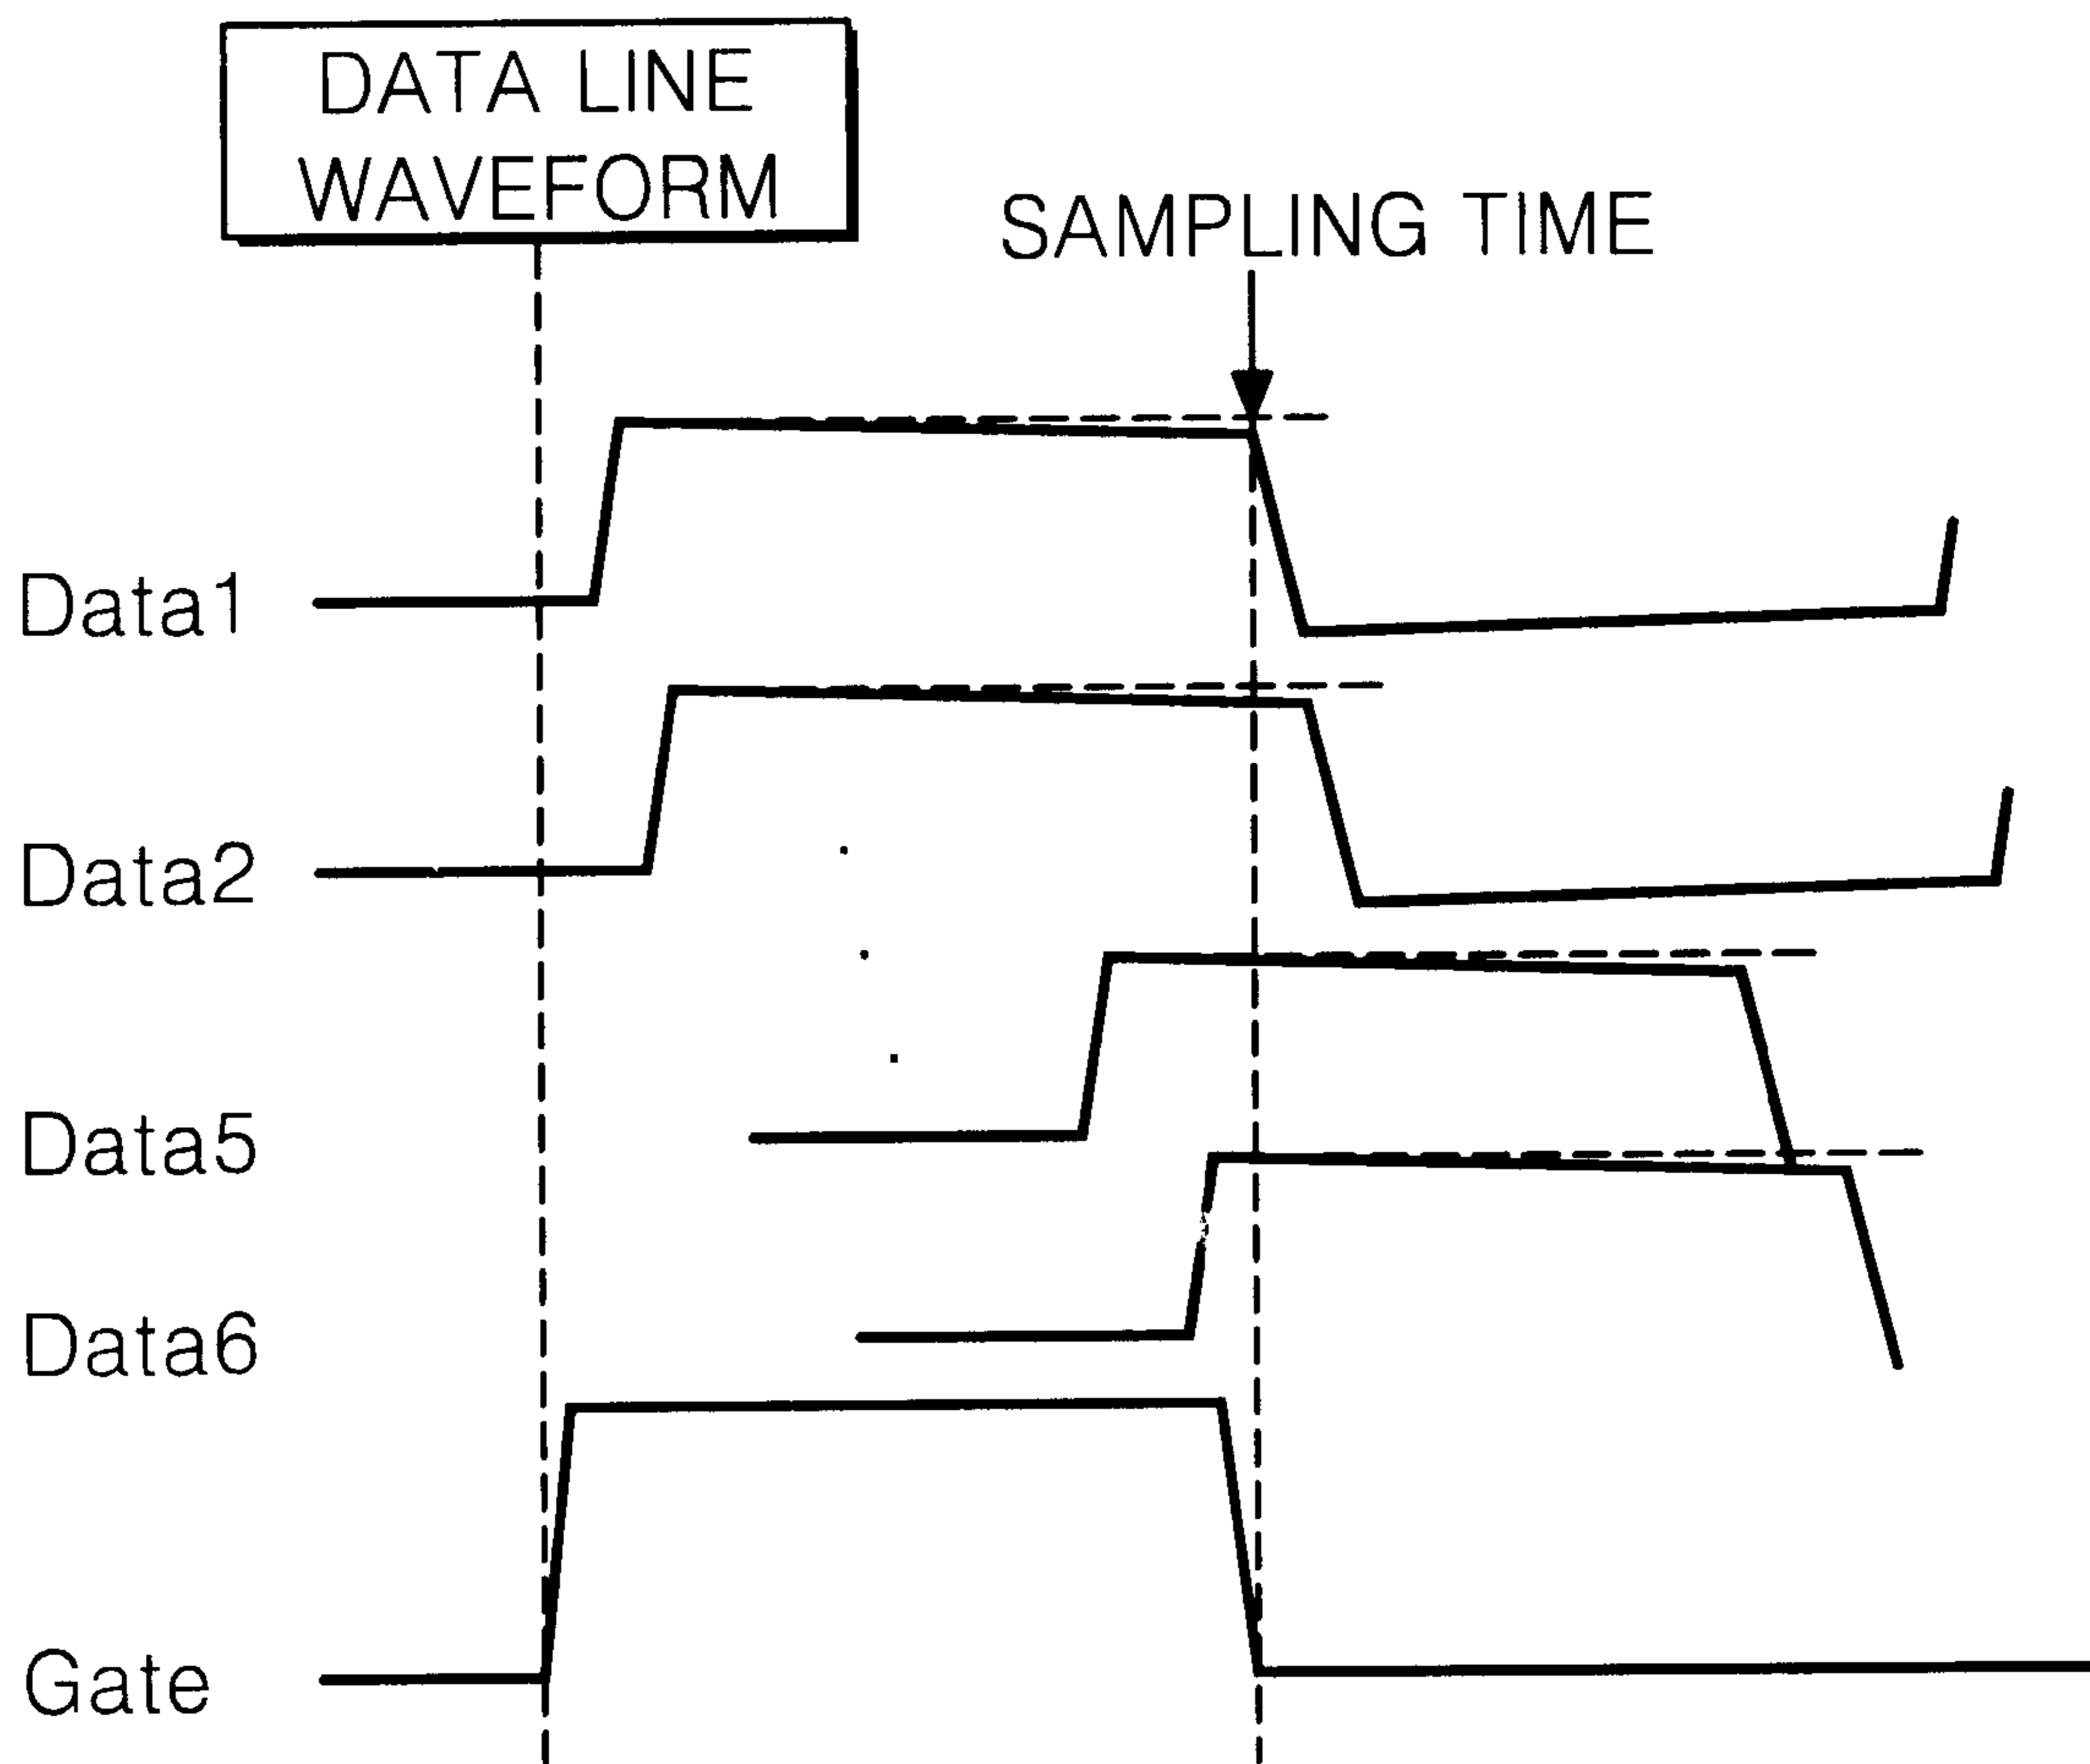 DATA LINE
WAVEFORM
SAMPLING TIME
Data1
Data2
Data5
Data6
Gate